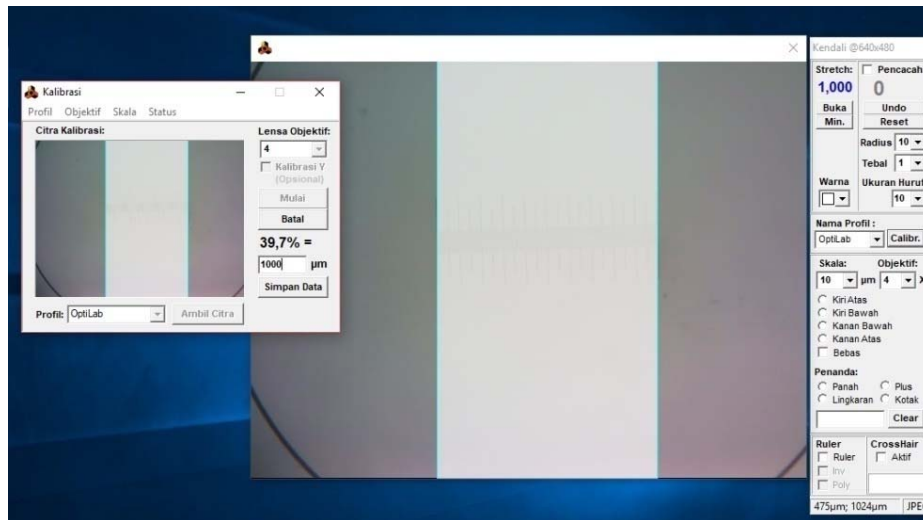 Kalibrasi
Profil Objektif Skala Status
Citra Kalibrasi:
Lensa Objektif:
4
Kalibrasi Y
(Opsional)
Mulai
Batal
39,7% =
1000 µm
Simpan Data
Profil: OptiLab
Ambil Citra
Kendali @640x480
Stretch: Pencacah
1,000 0
Buka Undo
Min. Reset
Radius 10
Tebal 1
Warna Ukuran Huruf
10
Nama Profil :
OptiLab Calibr.
Skala: Objektif:
10 µm 4 X
Kiri Atas
Kiri Bawah
Kanan Bawah
Kanan Atas
Bebas
Penanda:
Panah Plus
Lingkaran Kotak
Clear
Ruler CrossHair
Ruler Aktif
Inv
Poly
475µm; 1024µm JPE